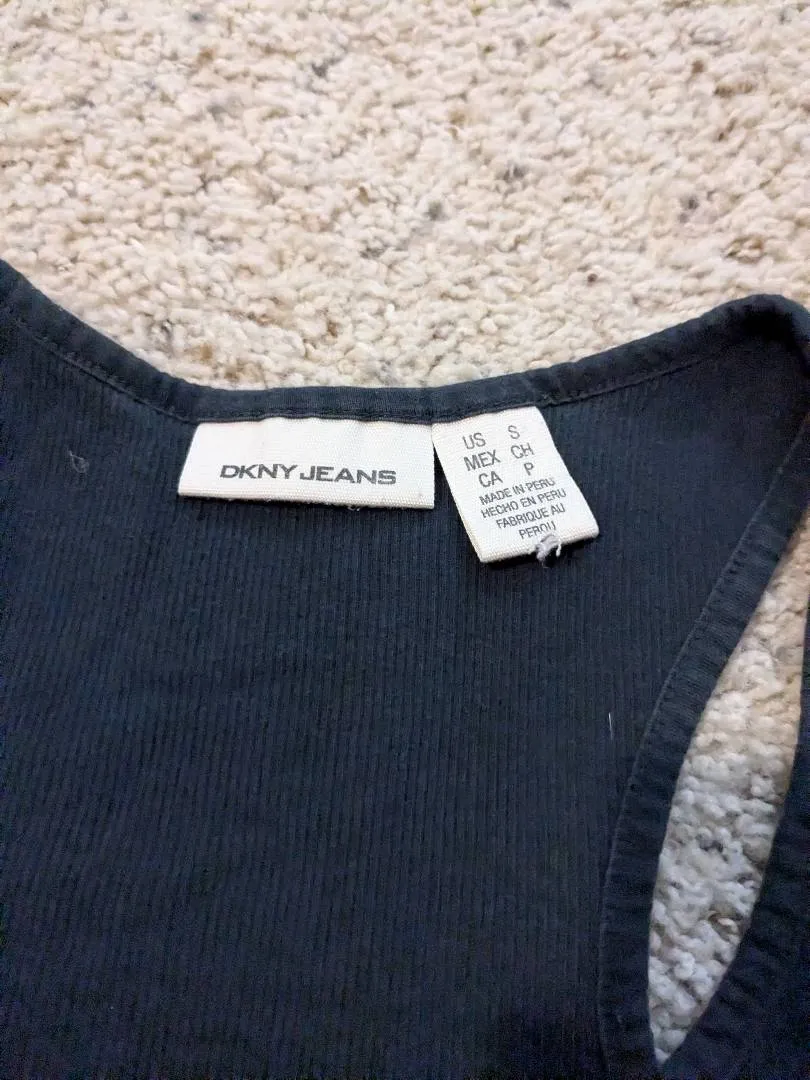 DKNY JEANS
US S
MEX CH
CA P
MADE IN PERU
HECHO EN PERU
FABRIQUE AU
PEROU